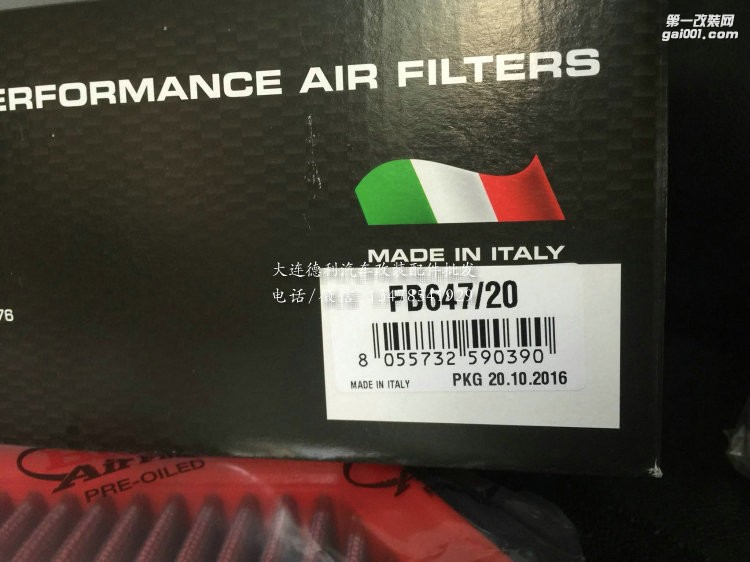 第一改装网
gai001.com
ERFORMANCE AIR FILTERS
MADE IN ITALY
大连德利汽车改装配件批发
电话/微信
FB647/20
76
8 055732 590390
MADE IN ITALY PKG 20.10.2016
PRE-OILED